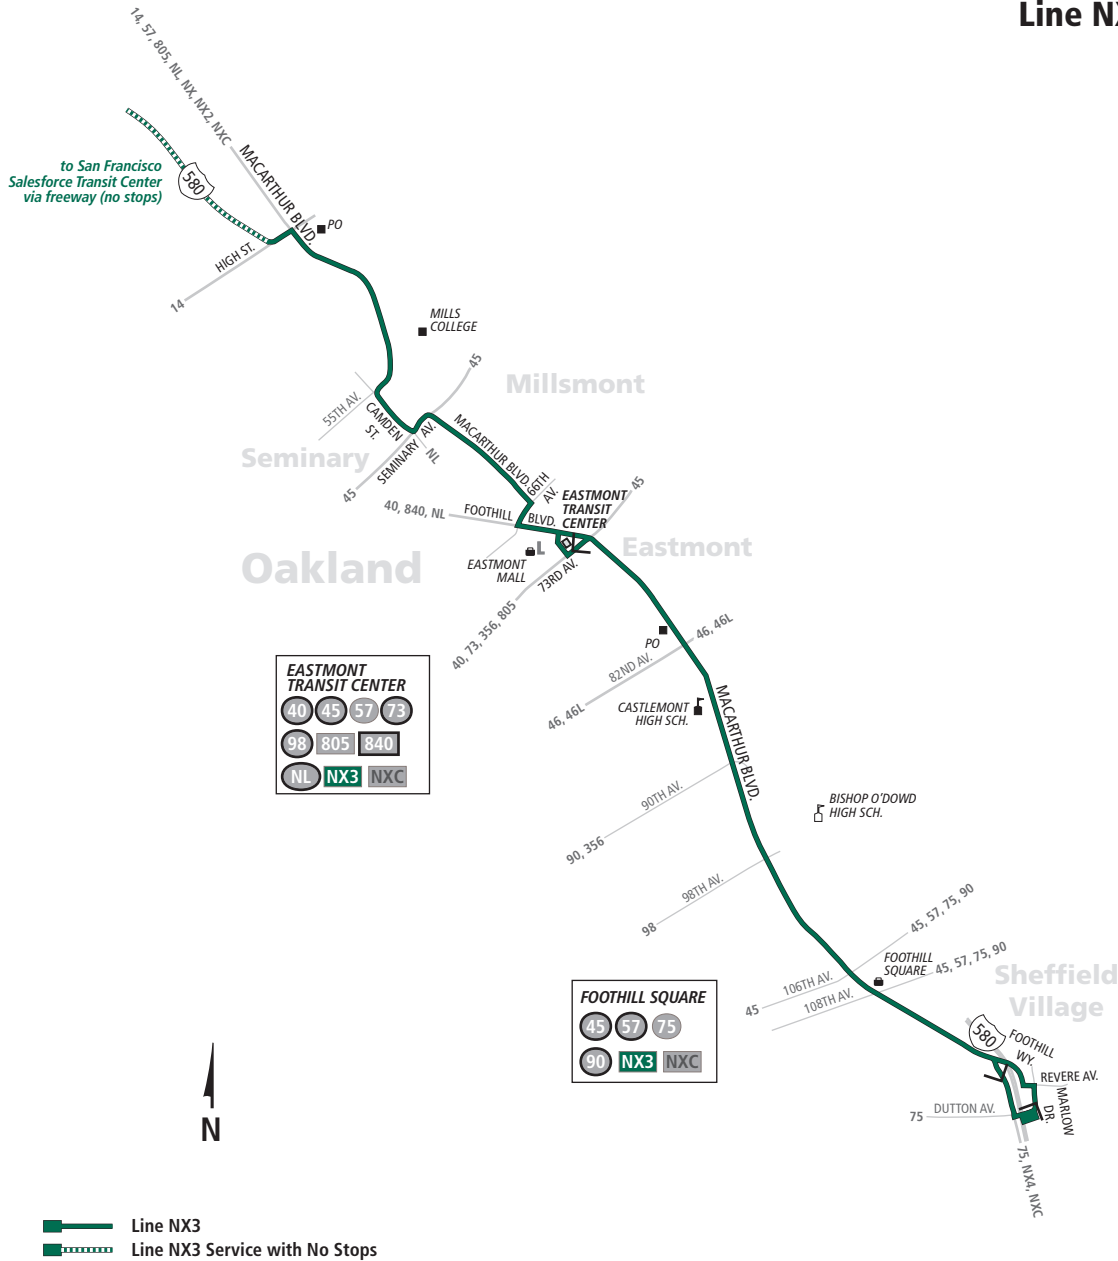 Line NX
14, 57, 805, NL, NX, NX2, NXC
MACARTHUR BLVD.
to San Francisco
Salesforce Transit Center
via freeway (no stops)
580
PO
HIGH ST.
14
MILLS
COLLEGE
45
Millsmont
55TH AV.
CAMDEN
ST.
SEMINARY
AV.
NL
Seminary
45
MACARTHUR BLVD.
66TH
AV.
40, 840, NL
FOOTHILL
BLVD.
EASTMONT
TRANSIT
CENTER
45
Eastmont
Oakland
EASTMONT
MALL
L
73RD AV.
40, 73, 356, 805
PO
46, 46L
82ND AV.
46, 46L
EASTMONT
TRANSIT CENTER
40 45 57 73
98 805 840
NL NX3 NXC
CASTLEMONT
HIGH SCH.
MACARTHUR BLVD.
90TH AV.
90, 356
BISHOP O'DOWD
HIGH SCH.
98TH AV.
98
45, 57, 75, 90
FOOTHILL
SQUARE
45, 57, 75, 90
106TH AV.
45
108TH AV.
Sheffield
Village
FOOTHILL SQUARE
45 57 75
90 NX3 NXC
580
FOOTHILL
WY.
REVERE AV.
MARLOW
DR.
75
DUTTON AV.
75, NX4, NXC
N
Line NX3
Line NX3 Service with No Stops